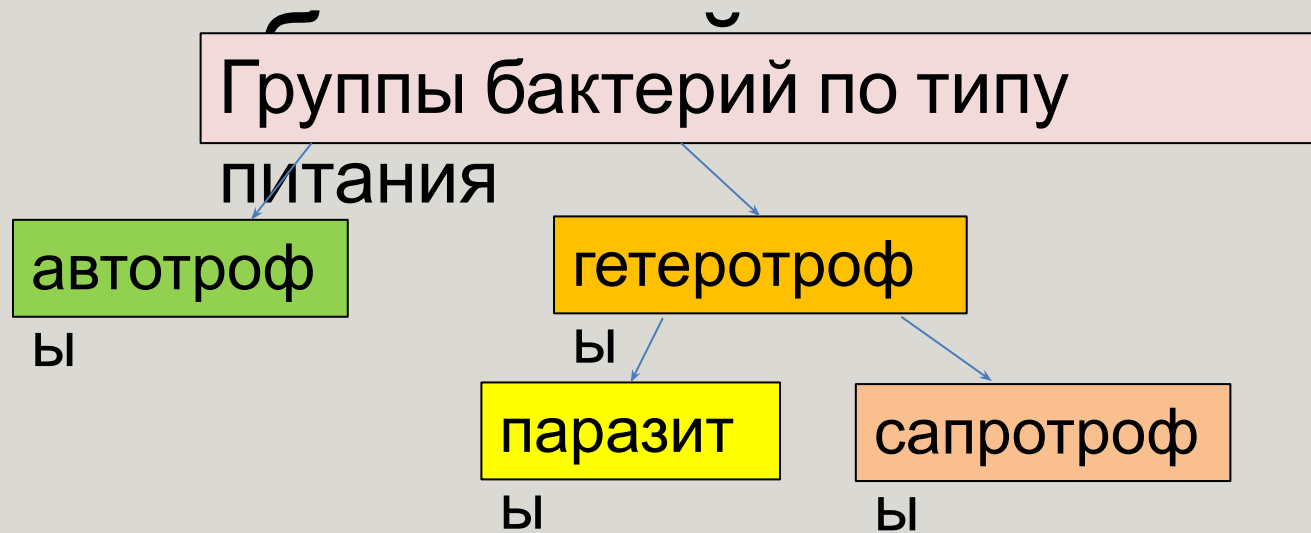 Группы бактерий по типу
питания
автотроф
ы
гетеротроф
ы
паразит
ы
сапротроф
ы